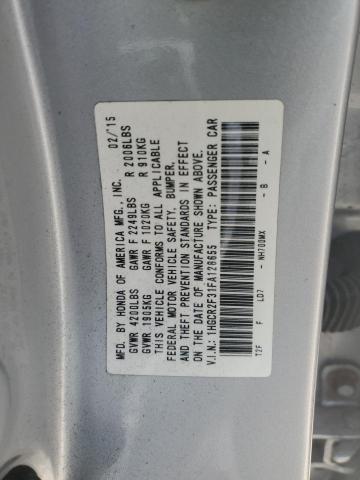 MFD. BY HONDA OF AMERICA MFG., INC. 02/15
GVWR 4200LBS GAWR F 2249LBS R 2006LBS
GVWR 1905KG GAWR F 1020KG R 910KG
THIS VEHICLE CONFORMS TO ALL APPLICABLE
FEDERAL MOTOR VEHICLE SAFETY, BUMPER,
AND THEFT PREVENTION STANDARDS IN EFFECT
ON THE DATE OF MANUFACTURE SHOWN ABOVE.
V.I.N.: 1HGCR2F31FA128655 TYPE: PASSENGER CAR
T2F F LD7 NH700MX - B - A